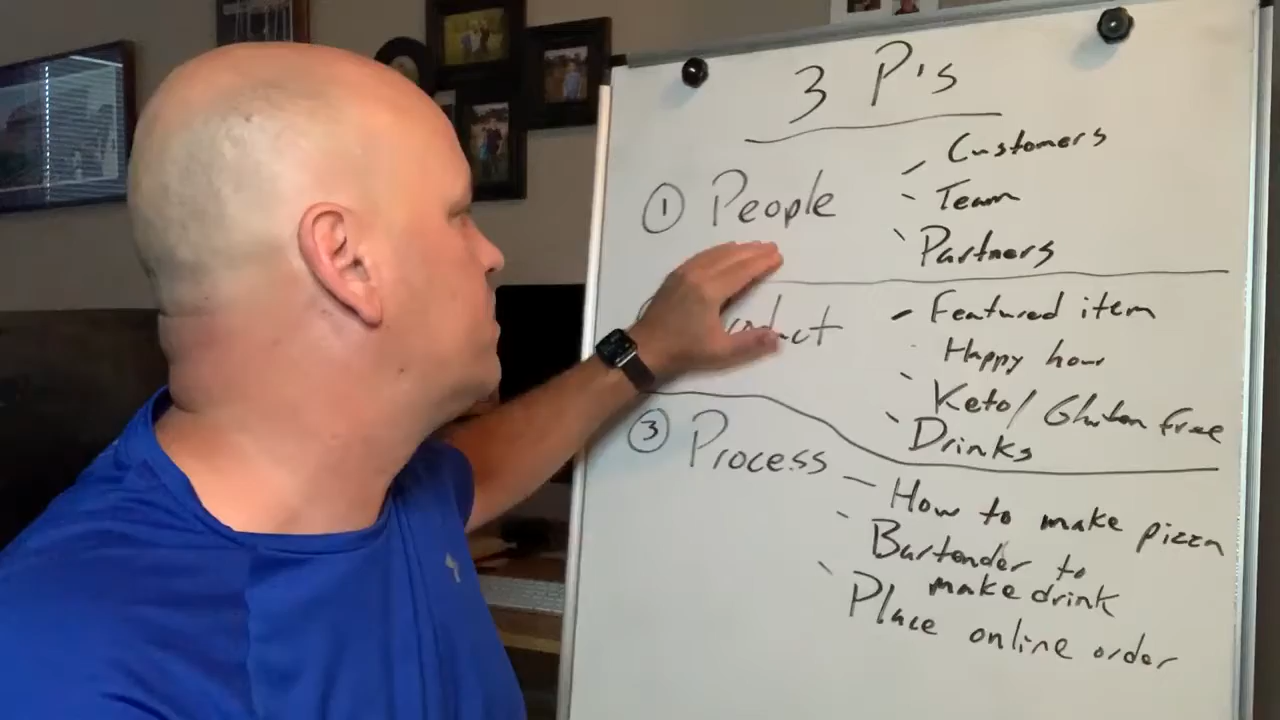 3 P's
① People
- Customers
- Team
- Partners
oduct
- Featured item
- Happy hour
- Keto/Gluten free
- Drinks
③ Process
- How to make pizza
- Bartender to
make drink
- Place online order